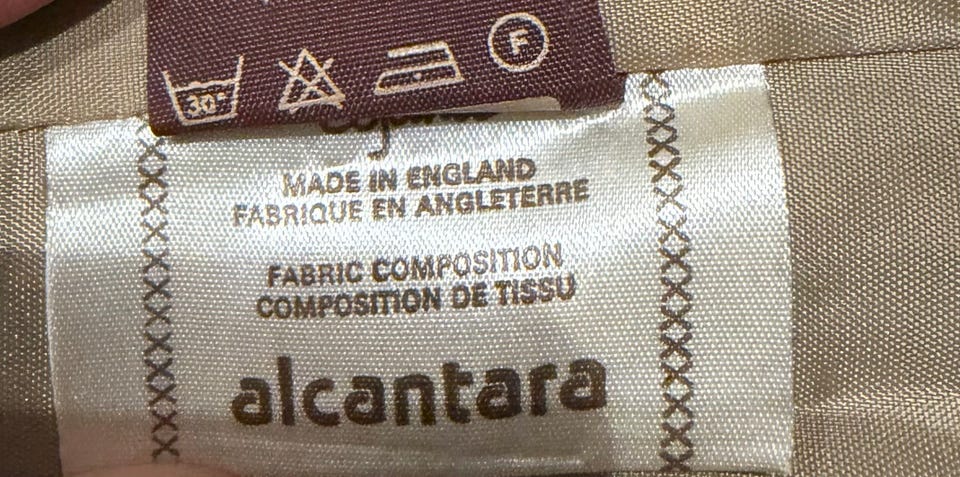 30°
F
MADE IN ENGLAND
FABRIQUE EN ANGLETERRE
FABRIC COMPOSITION
COMPOSITION DE TISSU
alcantara